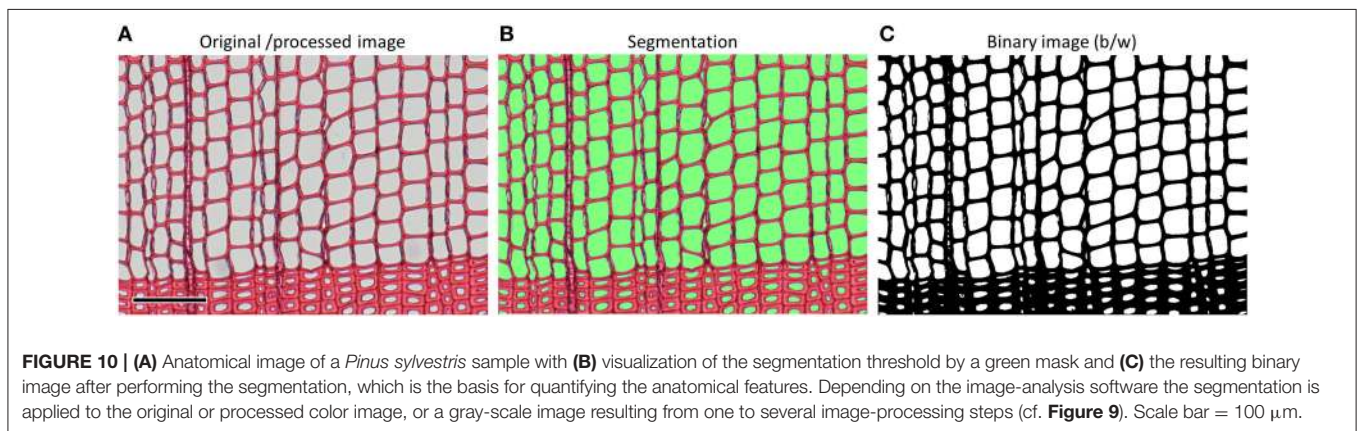 A Original /processed image B Segmentation C Binary image (b/w)
FIGURE 10 | (A) Anatomical image of a Pinus sylvestris sample with (B) visualization of the segmentation threshold by a green mask and (C) the resulting binary
image after performing the segmentation, which is the basis for quantifying the anatomical features. Depending on the image-analysis software the segmentation is
applied to the original or processed color image, or a gray-scale image resulting from one to several image-processing steps (cf. Figure 9). Scale bar = 100 μm.